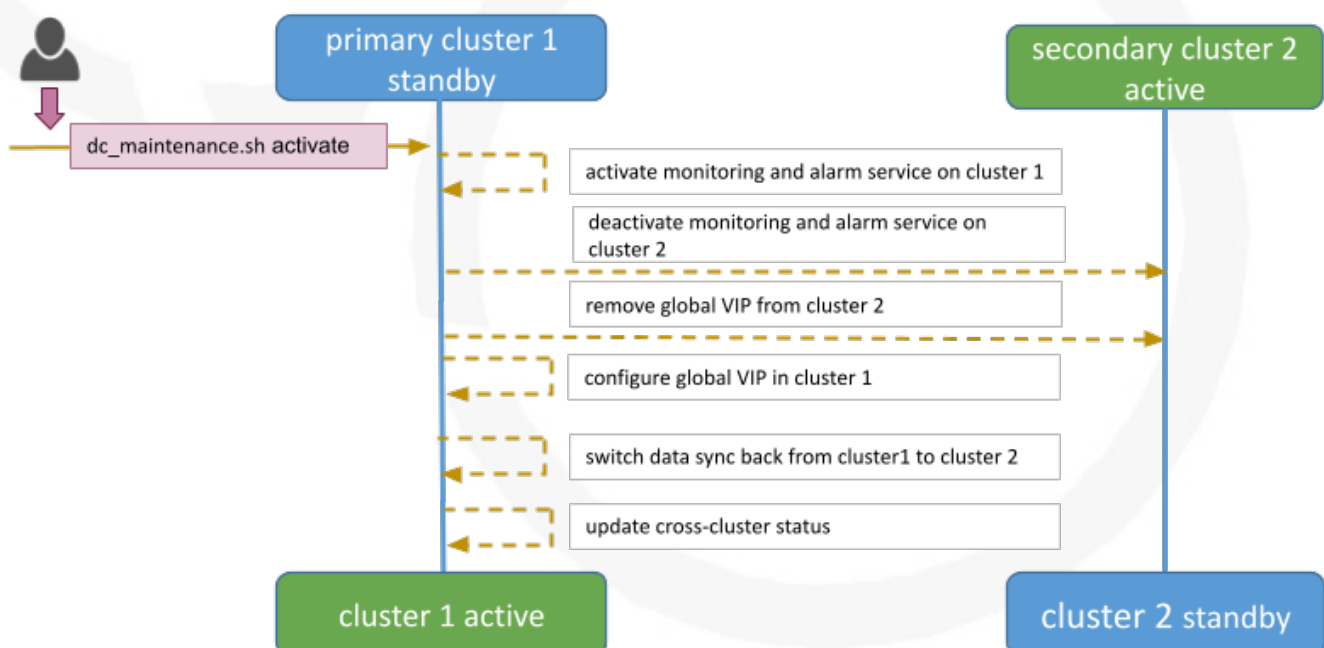 primary cluster 1
standby
secondary cluster 2
active
dc_maintenance.sh activate
activate monitoring and alarm service on cluster 1
deactivate monitoring and alarm service on
cluster 2
remove global VIP from cluster 2
configure global VIP in cluster 1
switch data sync back from cluster1 to cluster 2
update cross-cluster status
cluster 1 active
cluster 2 standby